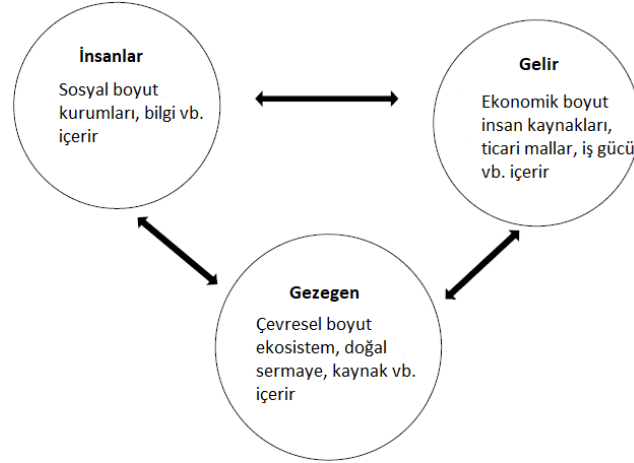 İnsanlar
Sosyal boyut
kurumları, bilgi vb.
içerir
Gelir
Ekonomik boyut
insan kaynakları,
ticari mallar, iş gücü
vb. içerir
Gezegen
Çevresel boyut
ekosistem, doğal
sermaye, kaynak vb.
içerir